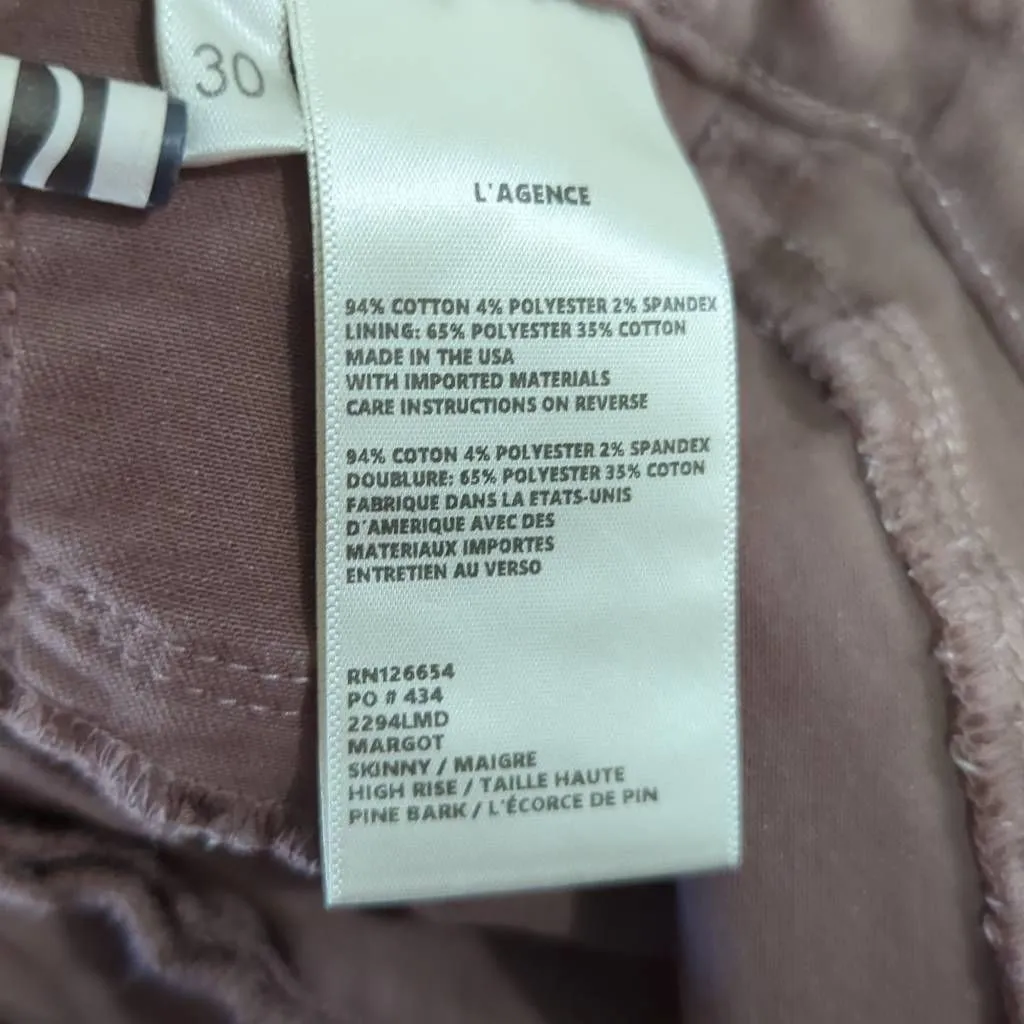 30
L'AGENCE
94% COTTON 4% POLYESTER 2% SPANDEX
LINING: 65% POLYESTER 35% COTTON
MADE IN THE USA
WITH IMPORTED MATERIALS
CARE INSTRUCTIONS ON REVERSE
94% COTON 4% POLYESTER 2% SPANDEX
DOUBLURE: 65% POLYESTER 35% COTON
FABRIQUE DANS LA ETATS-UNIS
D'AMERIQUE AVEC DES
MATERIAUX IMPORTES
ENTRETIEN AU VERSO
RN126654
PO # 434
2294LMD
MARGOT
SKINNY / MAIGRE
HIGH RISE / TAILLE HAUTE
PINE BARK / L'ÉCORCE DE PIN